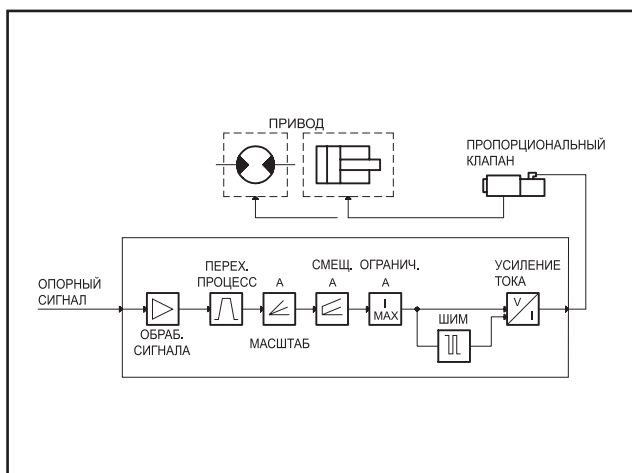 ПРИВОД
ПРОПОРЦИОНАЛЬНЫЙ
КЛАПАН
ОПОРНЫЙ
СИГНАЛ
ОБРАБ.
СИГНАЛА
ПЕРЕХ.
ПРОЦЕСС
A
МАСШТАБ
СМЕЩ.
A
ОГРАНИЧ.
A
I
MAX
ШИМ
УСИЛЕНИЕ
ТОКА
V
I